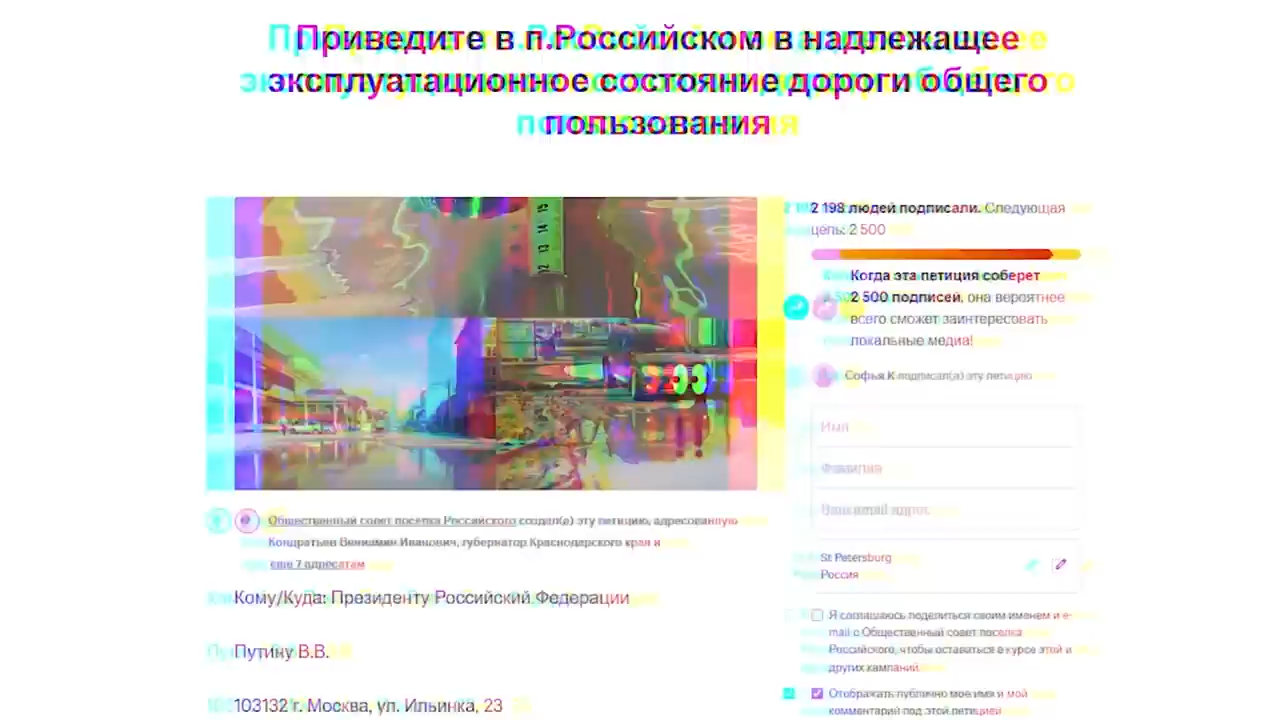 Приведите в п.Российском в надлежащее
эксплуатационное состояние дороги общего
пользования
12 13 14 15
2 198 людей подписали. Следующая
цель: 2 500
Когда эта петиция соберет
2 500 подписей, она вероятнее
всего сможет заинтересовать
локальные медиа!
Софья К подписал(а) эту петицию
Имя
Фамилия
Ваш email адрес
St Petersburg
Россия
Я соглашаюсь поделиться своим именем и e-
mail с Общественный совет поселка
Российского, чтобы оставаться в курсе этой и
других кампаний.
Отображать публично мое имя и мой
комментарий под этой петицией
Общественный совет поселка Российского создал(а) эту петицию, адресованную
Кондратьев Вениамин Иванович, губернатор Краснодарского края и
еще 7 адресатам
Кому/Куда: Президенту Российский Федерации
Путину В.В.
103132 г. Москва, ул. Ильинка, 23